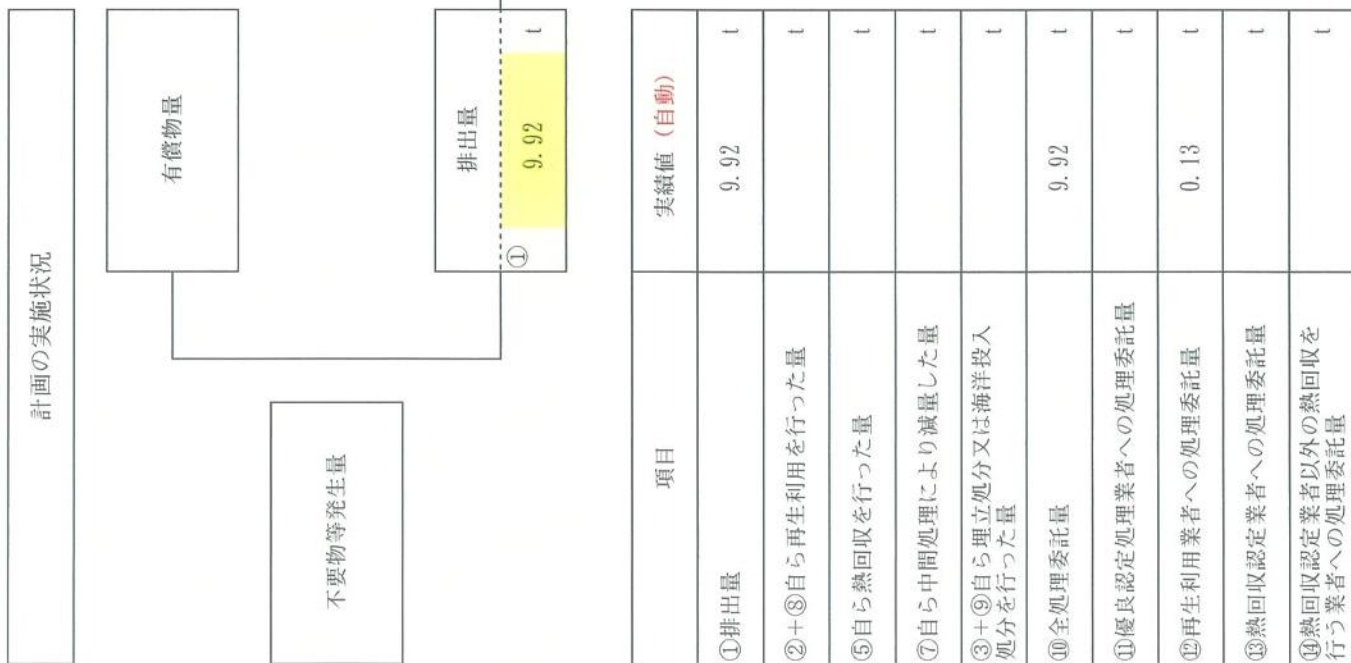 計画の実施状況
有償物量
不要物等発生量
排出量
① 9.92 t
項目 実績値（自動）
①排出量 9.92 t
②＋⑧自ら再生利用を行った量 t
⑤自ら熱回収を行った量 t
⑦自ら中間処理により減量した量 t
③＋⑨自ら埋立処分又は海洋投入
処分を行った量 t
⑩全処理委託量 9.92 t
⑪優良認定処理業者への処理委託量 t
⑫再生利用業者への処理委託量 0.13 t
⑬熱回収認定業者への処理委託量 t
⑭熱回収認定業者以外の熱回収を
行う業者への処理委託量 t